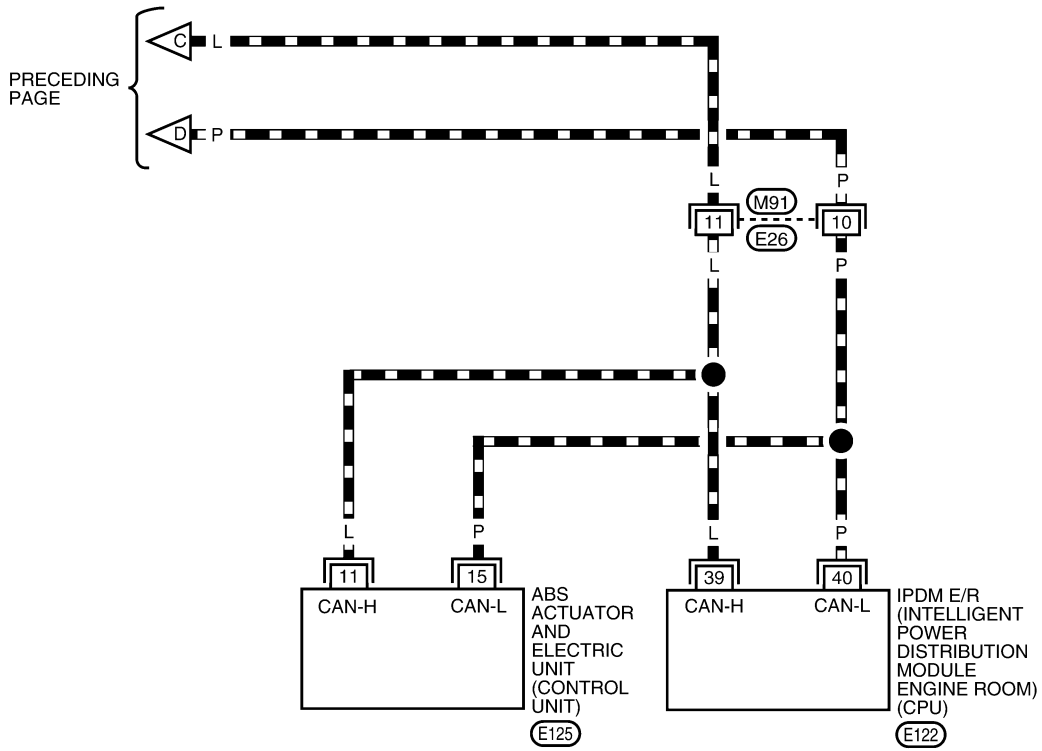 C L
PRECEDING
PAGE
D P
L P
M91
11 10
E26
L P
L P L P
11 15 39 40
CAN-H CAN-L CAN-H CAN-L
ABS
ACTUATOR
AND
ELECTRIC
UNIT
(CONTROL
UNIT)
E125
IPDM E/R
(INTELLIGENT
POWER
DISTRIBUTION
MODULE
ENGINE ROOM)
(CPU)
E122